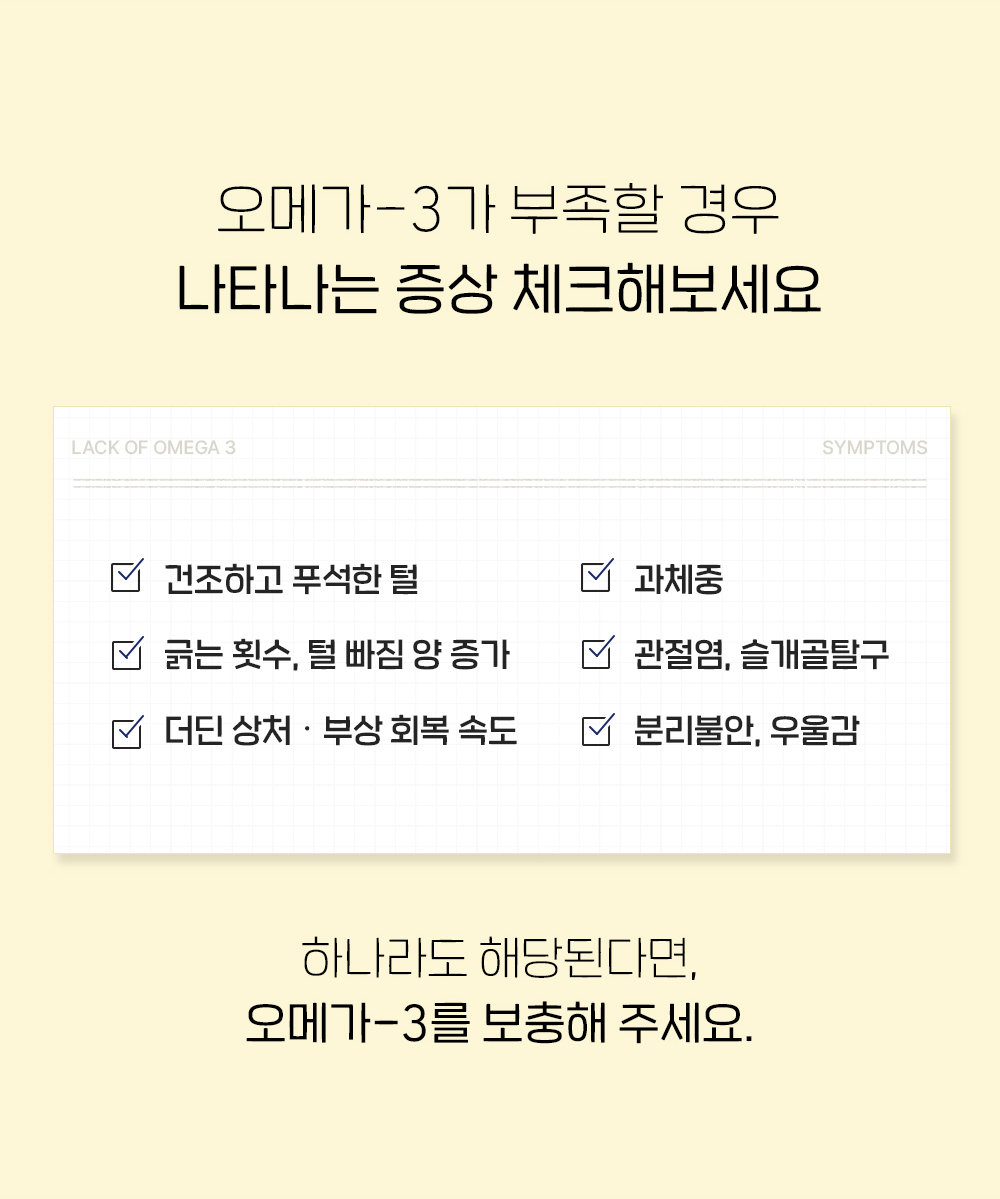 오메가-3가 부족할 경우
나타나는 증상 체크해보세요
LACK OF OMEGA 3
SYMPTOMS
건조하고 푸석한 털
과체중
긁는 횟수, 털 빠짐 양 증가
관절염, 슬개골탈구
더딘 상처 · 부상 회복 속도
분리불안, 우울감
하나라도 해당된다면,
오메가-3를 보충해 주세요.